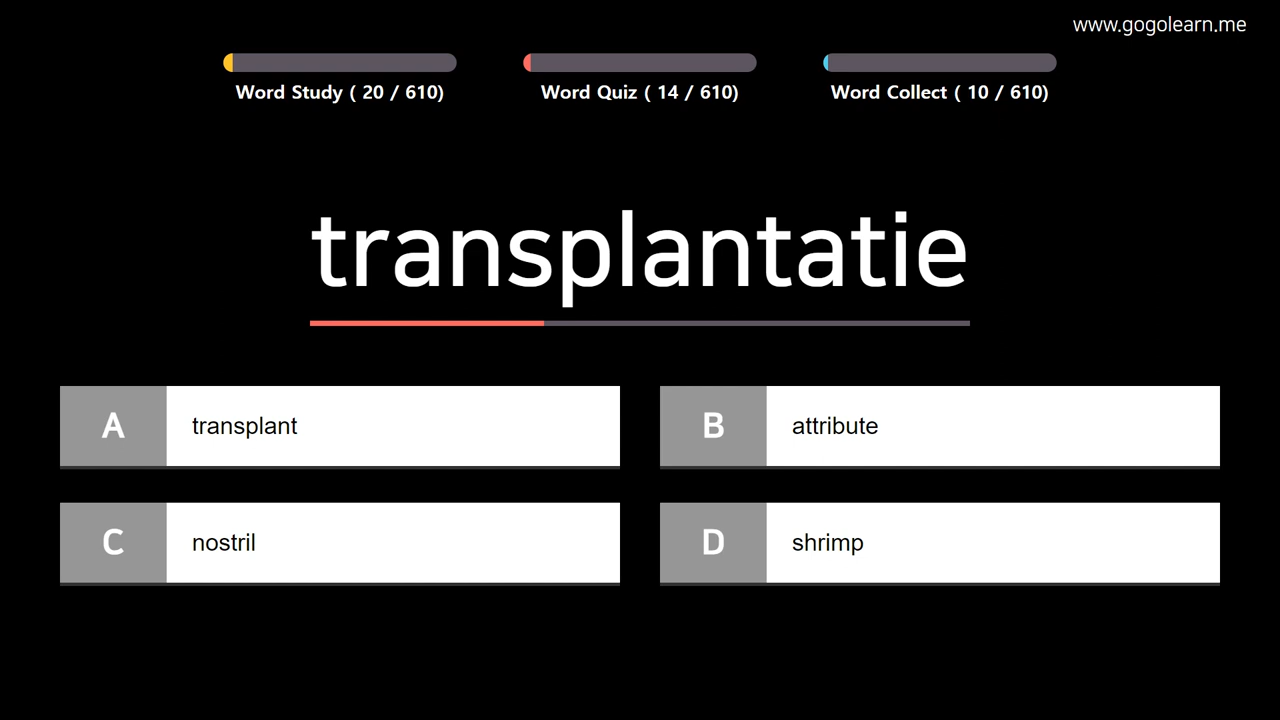 www.gogolearn.me
Word Study ( 20 / 610)
Word Quiz ( 14 / 610)
Word Collect ( 10 / 610)
transplantatie
A transplant
B attribute
C nostril
D shrimp